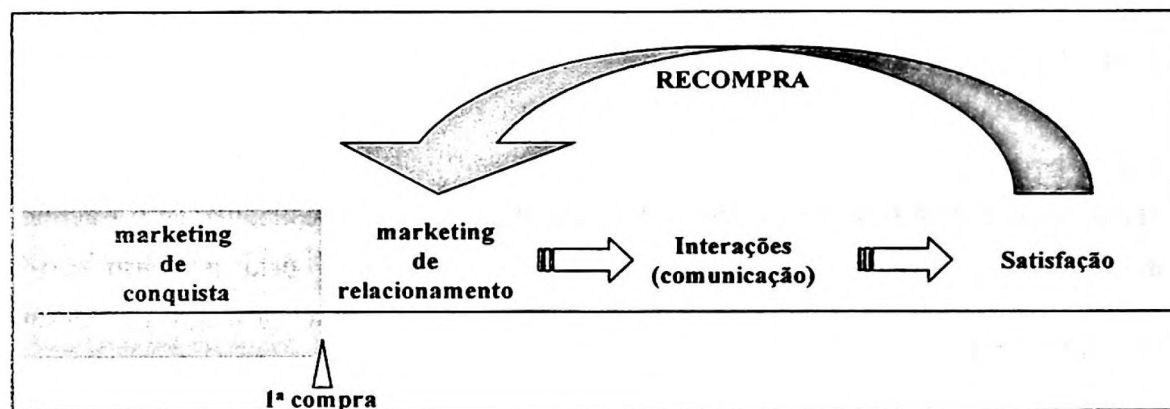 RECOMPRA
marketing
de
conquista
marketing
de
relacionamento
Interações
(comunicação)
Satisfação
1ª compra